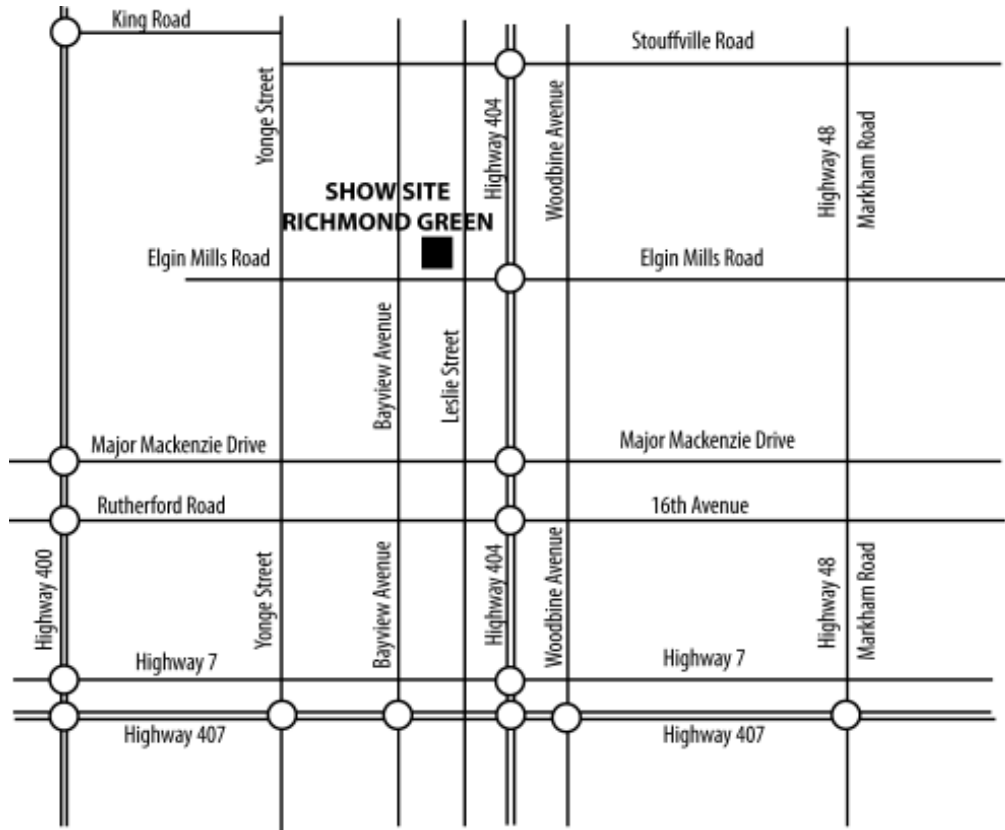 King Road
Stouffville Road
Yonge Street
Highway 404
Woodbine Avenue
Highway 48
Markham Road
SHOW SITE
RICHMOND GREEN
Elgin Mills Road
Elgin Mills Road
Bayview Avenue
Leslie Street
Major Mackenzie Drive
Major Mackenzie Drive
Rutherford Road
16th Avenue
Highway 400
Yonge Street
Bayview Avenue
Highway 404
Woodbine Avenue
Highway 48
Markham Road
Highway 7
Highway 7
Highway 407
Highway 407